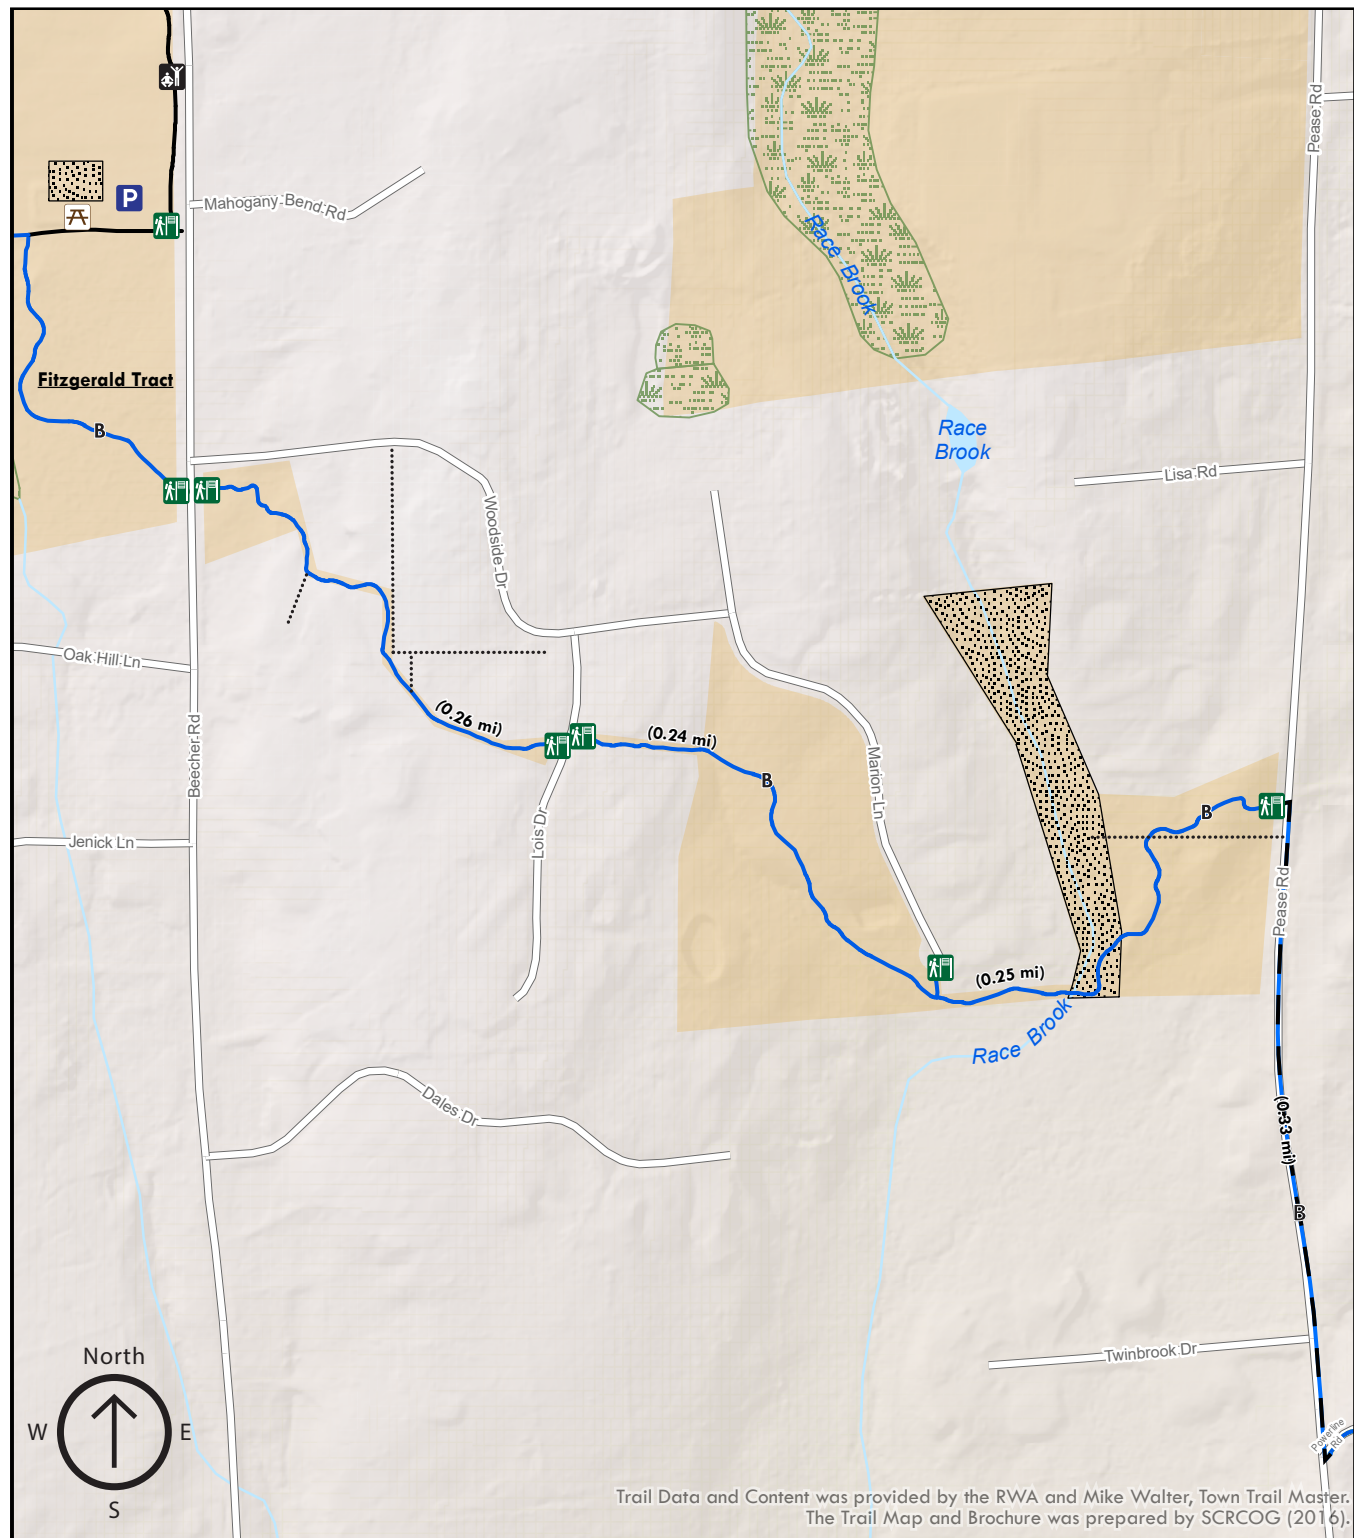 Pease Rd
P
Mahogany Bend Rd
Race Brook
Fitzgerald Tract
B
Race
Brook
Lisa Rd
Woodside Dr
Oak Hill Ln
(0.26 mi)
(0.24 mi)
Beecher Rd
Marion Ln
B
B
Jenick Ln
Lois Dr
Pease Rd
(0.25 mi)
Race Brook
Dales Dr
(0.33 mi)
B
North
Twinbrook Dr
W
E
Powerline
Rd
S
Trail Data and Content was provided by the RWA and Mike Walter, Town Trail Master.
The Trail Map and Brochure was prepared by SCRCOG (2016).